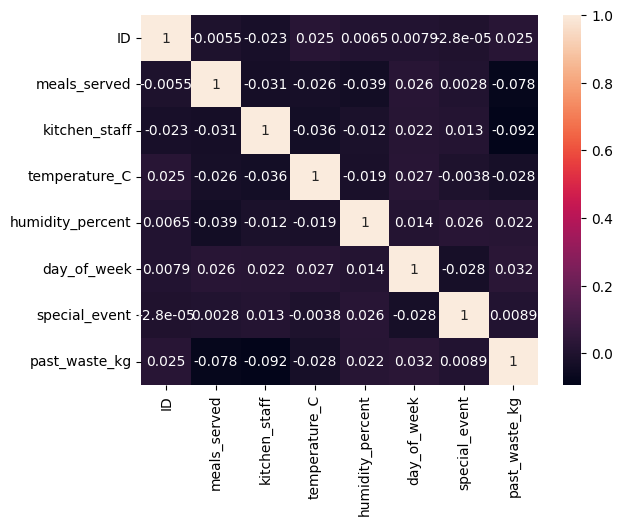 ID 1 -0.0055 -0.023 0.025 0.0065 0.0079 -2.8e-05 0.025
meals_served -0.0055 1 -0.031 -0.026 -0.039 0.026 0.0028 -0.078
kitchen_staff -0.023 -0.031 1 -0.036 -0.012 0.022 0.013 -0.092
temperature_C 0.025 -0.026 -0.036 1 -0.019 0.027 -0.0038 -0.028
humidity_percent 0.0065 -0.039 -0.012 -0.019 1 0.014 0.026 0.022
day_of_week 0.0079 0.026 0.022 0.027 0.014 1 -0.028 0.032
special_event -2.8e-05 0.0028 0.013 -0.0038 0.026 -0.028 1 0.0089
past_waste_kg 0.025 -0.078 -0.092 -0.028 0.022 0.032 0.0089 1
ID
meals_served
kitchen_staff
temperature_C
humidity_percent
day_of_week
special_event
past_waste_kg
1.0
0.8
0.6
0.4
0.2
0.0